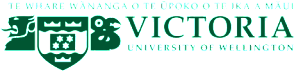 TE WHARE WĀNANGA O TE ŪPOKO O TE IKA A MĀUI
VICTORIA
UNIVERSITY OF WELLINGTON